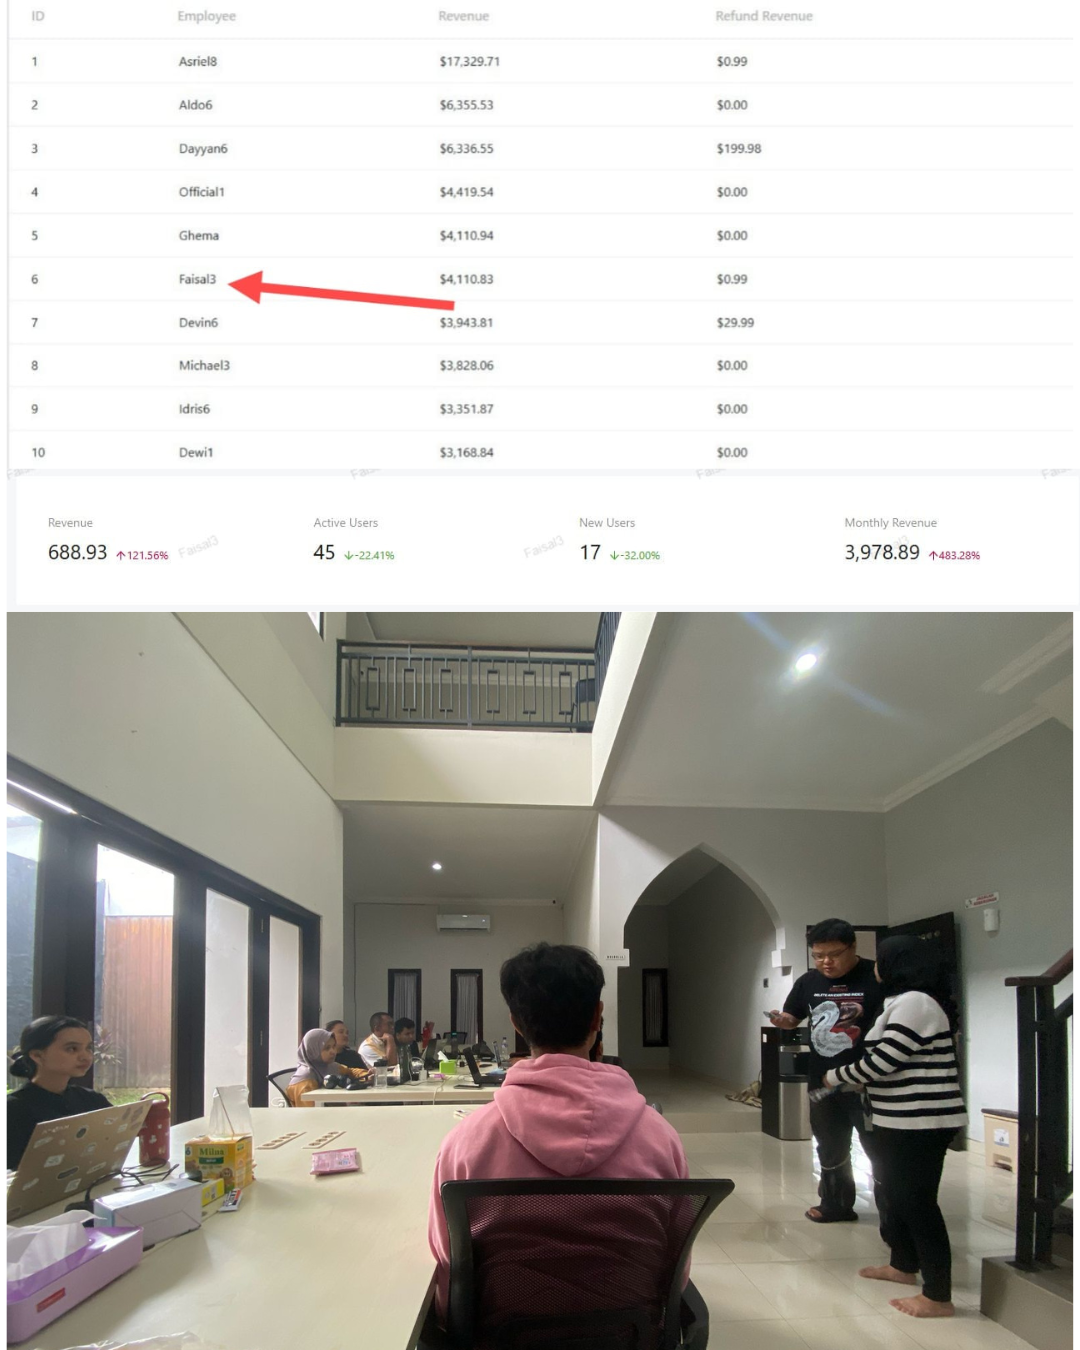 ID Employee Revenue Refund Revenue
1 Asriel8 $17,329.71 $0.99
2 Aldo6 $6,355.53 $0.00
3 Dayyan6 $6,336.55 $199.98
4 Official1 $4,419.54 $0.00
5 Ghema $4,110.94 $0.00
6 Faisal3 $4,110.83 $0.99
7 Devin6 $3,943.81 $29.99
8 Michael3 $3,828.06 $0.00
9 Idris6 $3,351.87 $0.00
10 Dewi1 $3,168.84 $0.00
Revenue Active Users New Users Monthly Revenue
688.93 ↑121.56% Faisal3 45 ↓-22.41% Faisal3 17 ↓-32.00% 3,978.89 ↑483.28%
Milna